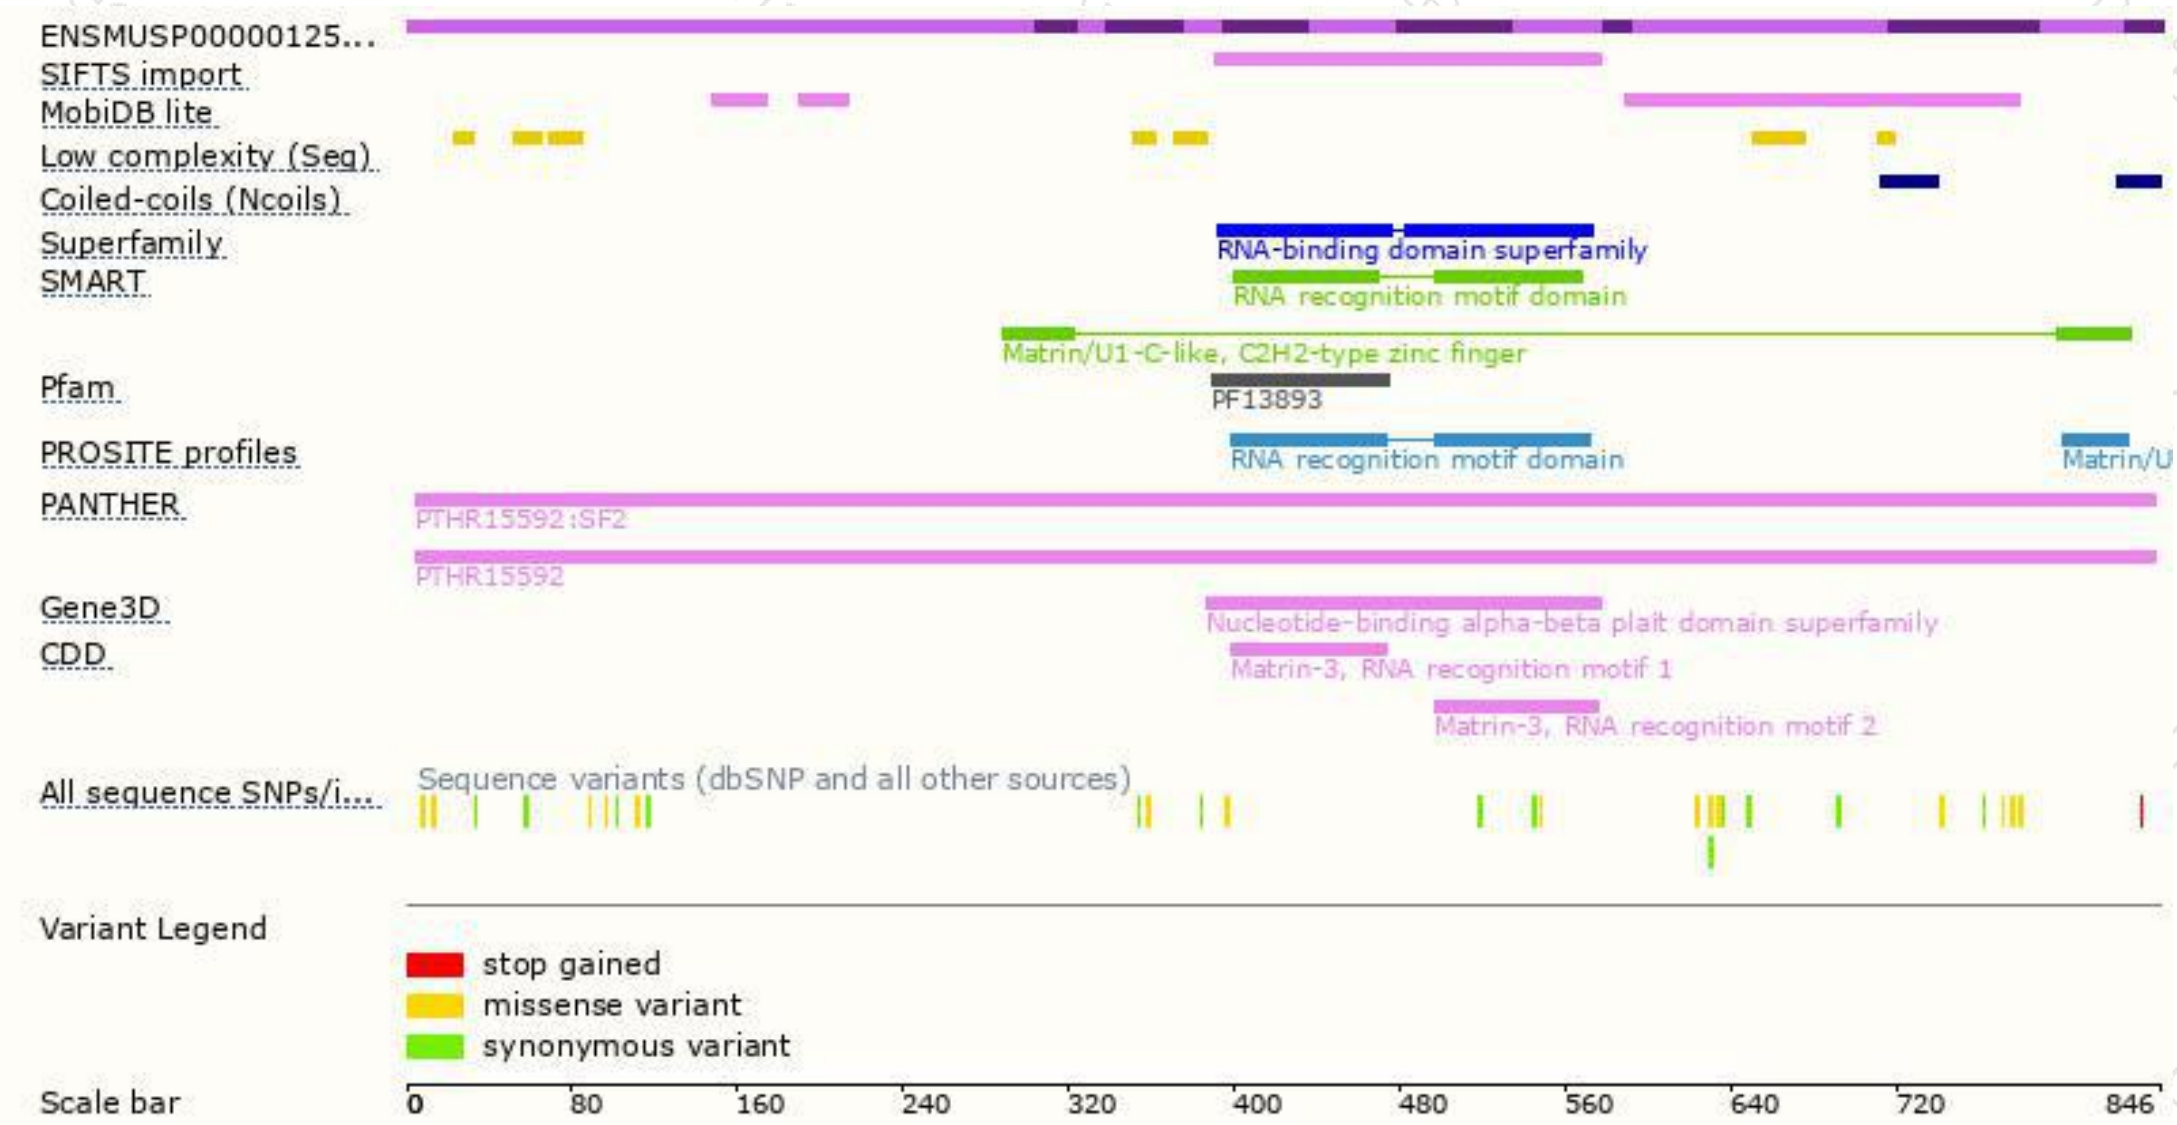 ENSMUSP00000125...
SIFTS import
MobiDB lite
Low complexity (Seg)
Coiled-coils (Ncoils)
Superfamily
RNA-binding domain superfamily
SMART
RNA recognition motif domain
Matrin/U1-C-like, C2H2-type zinc finger
Pfam
PF13893
PROSITE profiles
RNA recognition motif domain
Matrin/U
PANTHER
PTHR15592:SF2
PTHR15592
Gene3D
Nucleotide-binding alpha-beta plait domain superfamily
CDD
Matrin-3, RNA recognition motif 1
Matrin-3, RNA recognition motif 2
Sequence variants (dbSNP and all other sources)
All sequence SNPs/i...
Variant Legend
stop gained
missense variant
synonymous variant
Scale bar 0 80 160 240 320 400 480 560 640 720 846